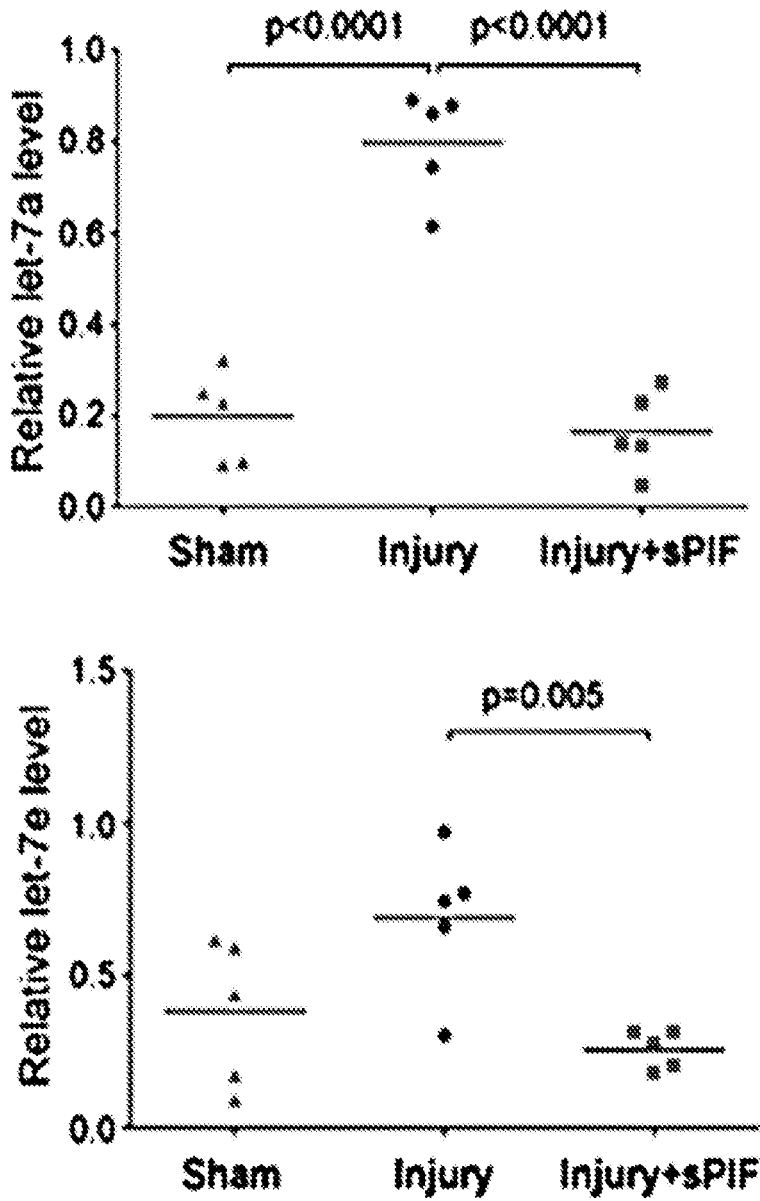 p<0.0001 p<0.0001
Relative let-7a level
1.0
0.8
0.6
0.4
0.2
0.0
Sham Injury Injury+sPIF
p=0.005
Relative let-7e level
1.5
1.0
0.5
0.0
Sham Injury Injury+sPIF